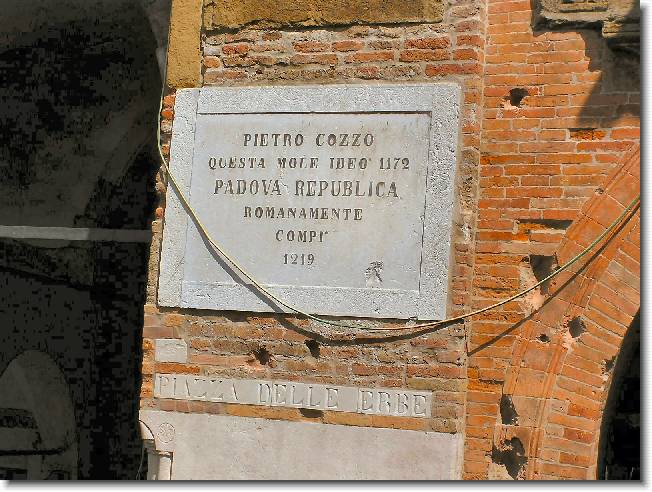 PIETRO COZZO
QUESTA MOLE IDEO' 1172
PADOVA REPUBLICA
ROMANAMENTE
COMPI'
1219
PIAZZA DELLE ERBE